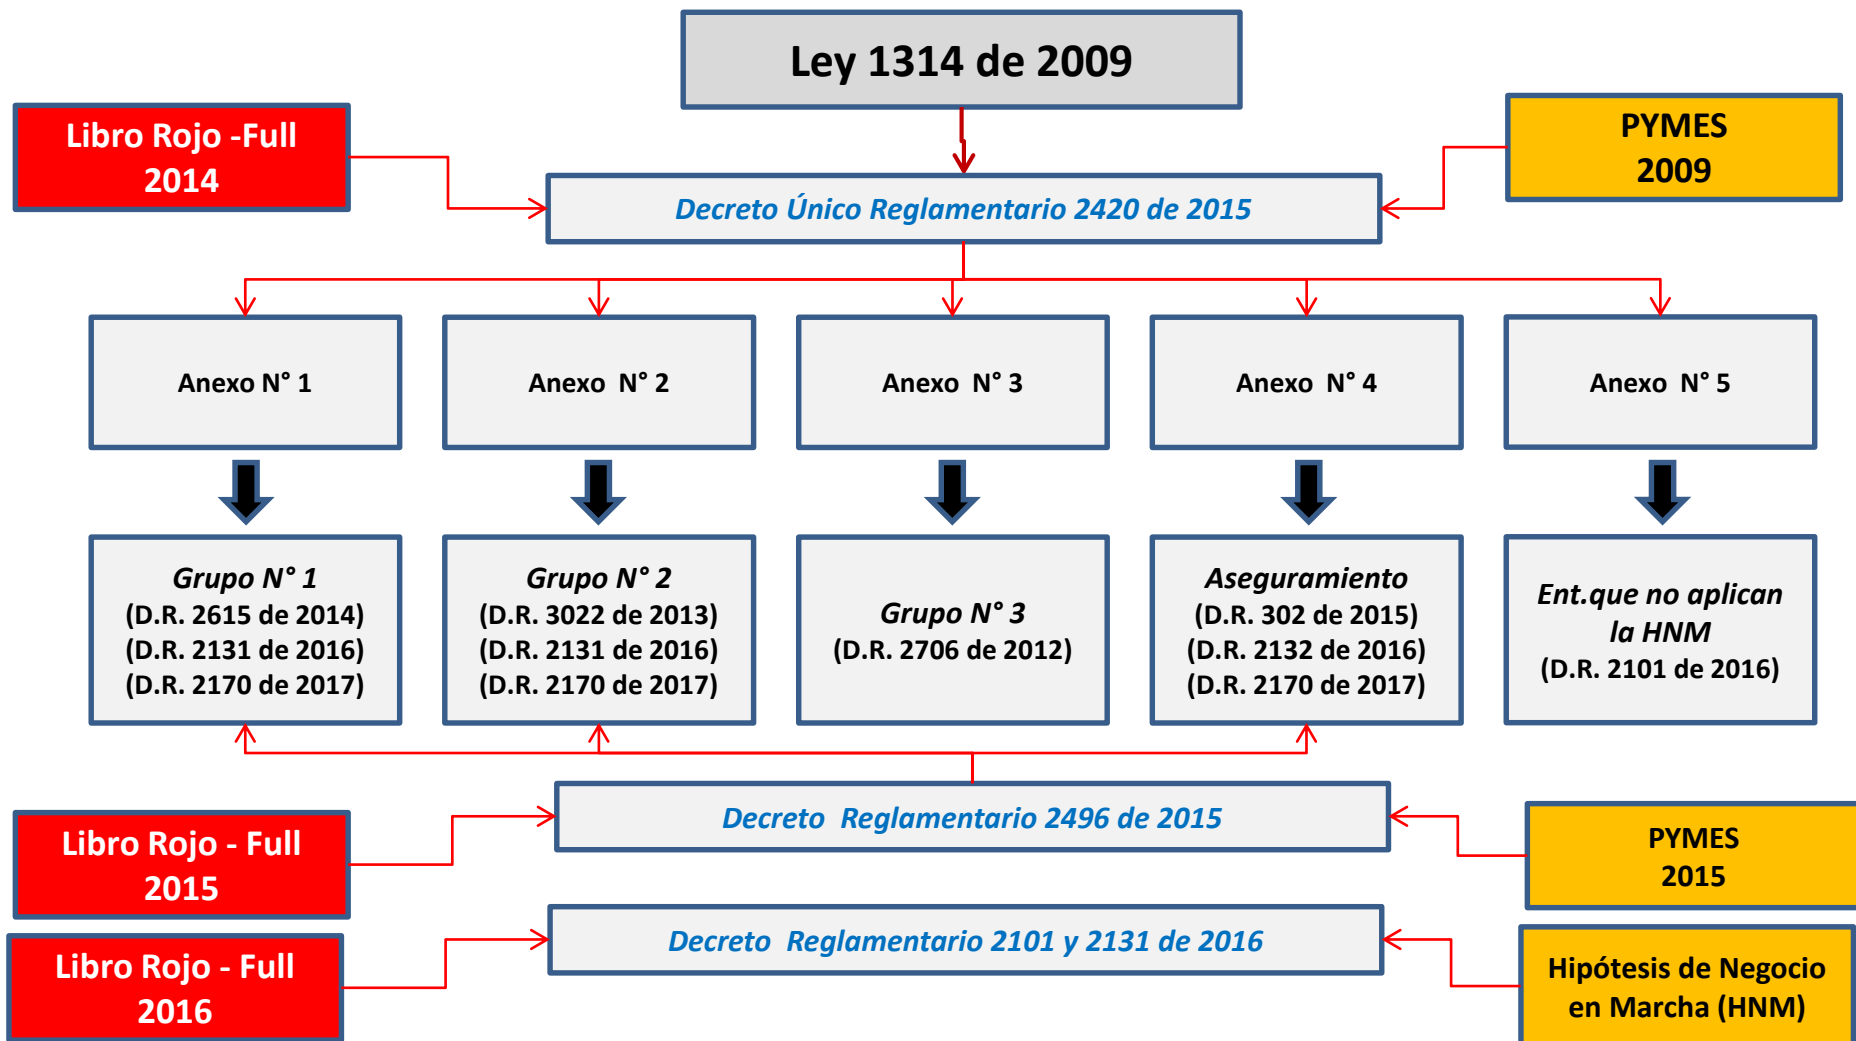 Ley 1314 de 2009
Libro Rojo -Full
2014
PYMES
2009
Decreto Único Reglamentario 2420 de 2015
Anexo N° 1
Anexo N° 2
Anexo N° 3
Anexo N° 4
Anexo N° 5
Grupo N° 1
(D.R. 2615 de 2014)
(D.R. 2131 de 2016)
(D.R. 2170 de 2017)
Grupo N° 2
(D.R. 3022 de 2013)
(D.R. 2131 de 2016)
(D.R. 2170 de 2017)
Grupo N° 3
(D.R. 2706 de 2012)
Aseguramiento
(D.R. 302 de 2015)
(D.R. 2132 de 2016)
(D.R. 2170 de 2017)
Ent.que no aplican
la HNM
(D.R. 2101 de 2016)
Decreto Reglamentario 2496 de 2015
Libro Rojo - Full
2015
PYMES
2015
Decreto Reglamentario 2101 y 2131 de 2016
Libro Rojo - Full
2016
Hipótesis de Negocio
en Marcha (HNM)